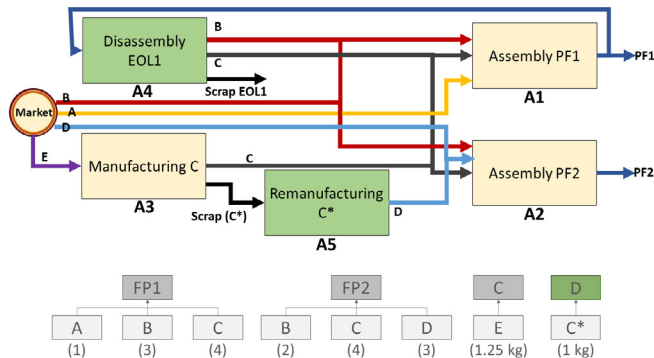 Disassembly
EOL1
A4
B
C
Scrap EOL1
Assembly PF1
A1
PF1
Market
B
A
D
E
Manufacturing C
A3
C
Scrap (C*)
Remanufacturing
C*
A5
D
Assembly PF2
A2
PF2
FP1
FP2
C
D
A
B
C
B
C
D
E
C*
(1)
(3)
(4)
(2)
(4)
(3)
(1.25 kg)
(1 kg)